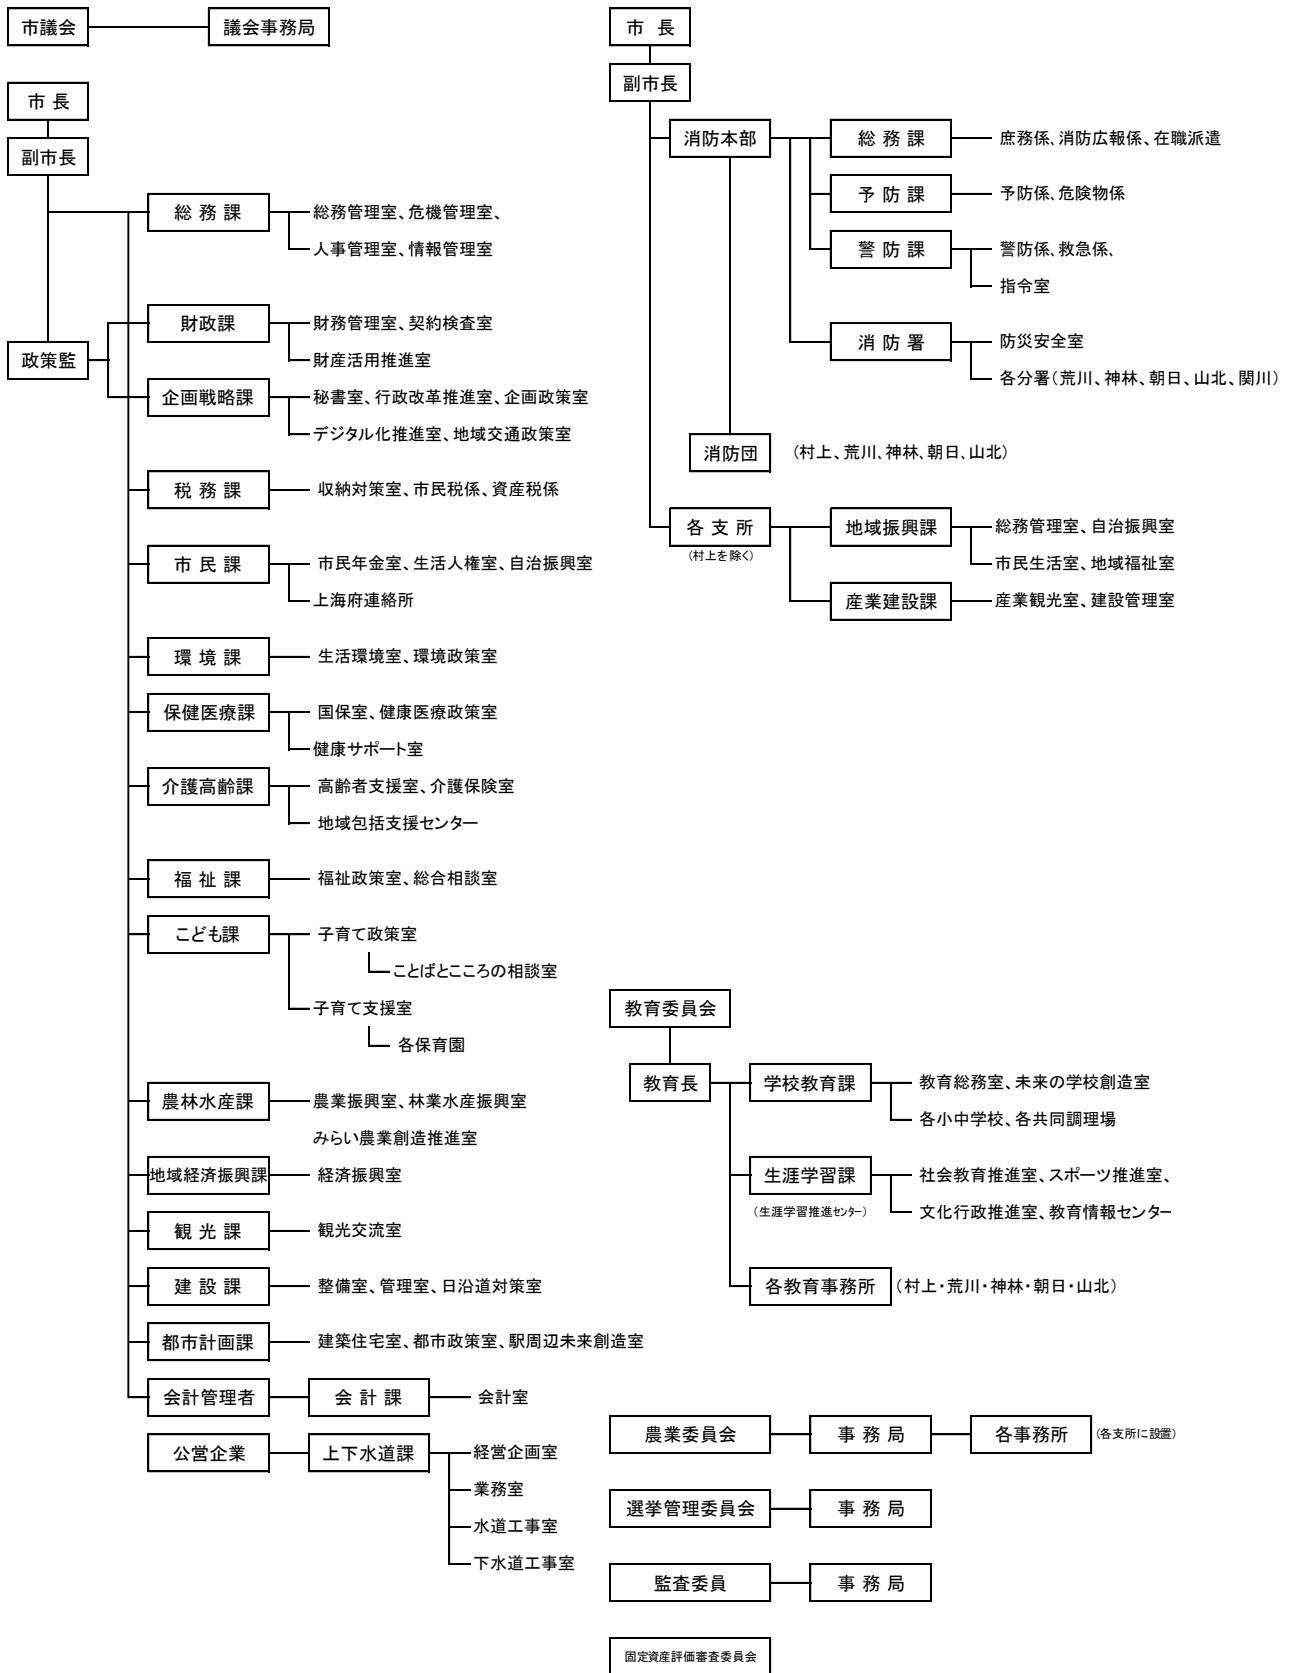 市議会 議会事務局
市 長
副市長
総 務 課 総務管理室、危機管理室、
人事管理室、情報管理室
財政課 財務管理室、契約検査室
財産活用推進室
政策監
企画戦略課 秘書室、行政改革推進室、企画政策室
デジタル化推進室、地域交通政策室
税 務 課 収納対策室、市民税係、資産税係
市 民 課 市民年金室、生活人権室、自治振興室
上海府連絡所
環 境 課 生活環境室、環境政策室
保健医療課 国保室、健康医療政策室
健康サポート室
介護高齢課 高齢者支援室、介護保険室
地域包括支援センター
福 祉 課 福祉政策室、総合相談室
こども課 子育て政策室
ことばとこころの相談室
子育て支援室
各保育園
農林水産課 農業振興室、林業水産振興室
みらい農業創造推進室
地域経済振興課 経済振興室
観 光 課 観光交流室
建 設 課 整備室、管理室、日沿道対策室
都市計画課 建築住宅室、都市政策室、駅周辺未来創造室
会計管理者 会 計 課 会計室
公営企業 上下水道課 経営企画室
業務室
水道工事室
下水道工事室
市 長
副市長
消防本部 総 務 課 庶務係、消防広報係、在職派遣
予 防 課 予防係、危険物係
警 防 課 警防係、救急係、
指令室
消 防 署 防災安全室
各分署（荒川、神林、朝日、山北、関川）
消防団 （村上、荒川、神林、朝日、山北）
各 支 所 地域振興課 総務管理室、自治振興室
（村上を除く）
市民生活室、地域福祉室
産業建設課 産業観光室、建設管理室
教育委員会
教育長 学校教育課 教育総務室、未来の学校創造室
各小中学校、各共同調理場
生涯学習課 社会教育推進室、スポーツ推進室、
（生涯学習推進センター） 文化行政推進室、教育情報センター
各教育事務所 （村上・荒川・神林・朝日・山北）
農業委員会 事 務 局 各事務所 （各支所に設置）
選挙管理委員会 事 務 局
監査委員 事 務 局
固定資産評価審査委員会